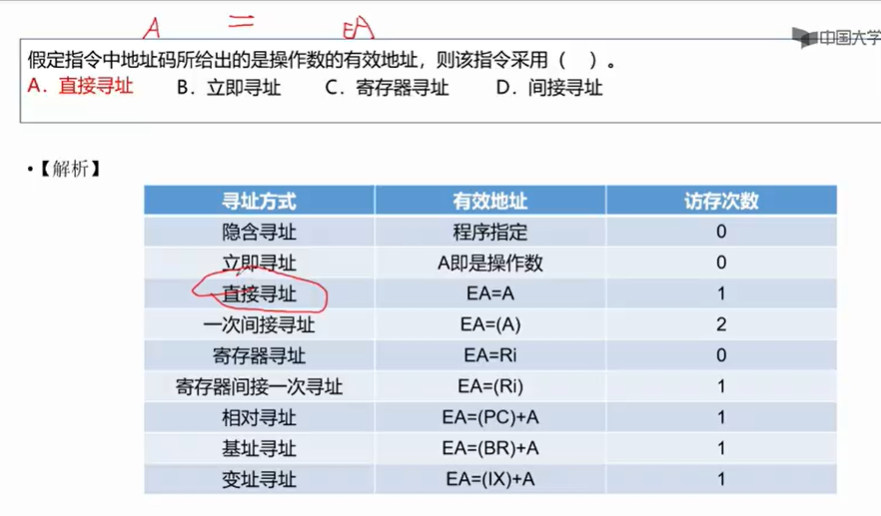 A = EA
中国大学
假定指令中地址码所给出的是操作数的有效地址，则该指令采用（ ）。
A．直接寻址 B．立即寻址 C．寄存器寻址 D．间接寻址
•【解析】
寻址方式 有效地址 访存次数
隐含寻址 程序指定 0
立即寻址 A即是操作数 0
直接寻址 EA=A 1
一次间接寻址 EA=(A) 2
寄存器寻址 EA=Ri 0
寄存器间接一次寻址 EA=(Ri) 1
相对寻址 EA=(PC)+A 1
基址寻址 EA=(BR)+A 1
变址寻址 EA=(IX)+A 1